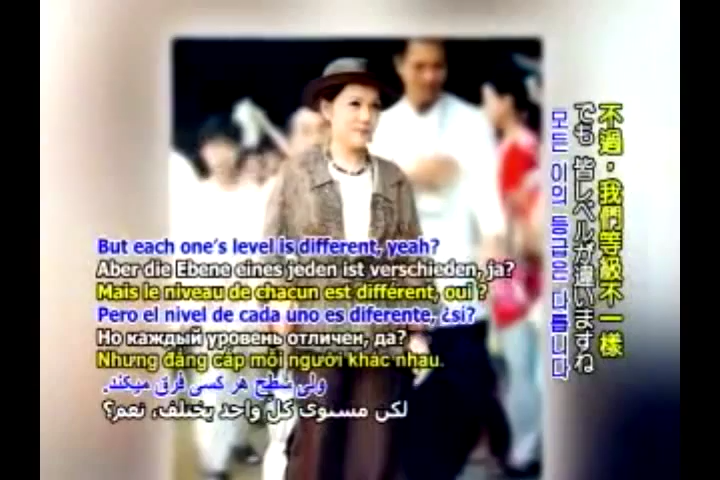 But each one's level is different, yeah?
Aber die Ebene eines jeden ist verschieden, ja?
Mais le niveau de chacun est différent, oui ?
Pero el nivel de cada uno es diferente, ¿sí?
Но каждый уровень отличен, да?
Nhưng đẳng cấp mỗi người khác nhau.
ولی سطح هر کسی فرق میکند.
لكن مستوى كلّ واحد يختلف، نعم؟
不過，我們等級不一樣
でも 皆レベルが違いますね
모든 이의 등급은 다릅니다